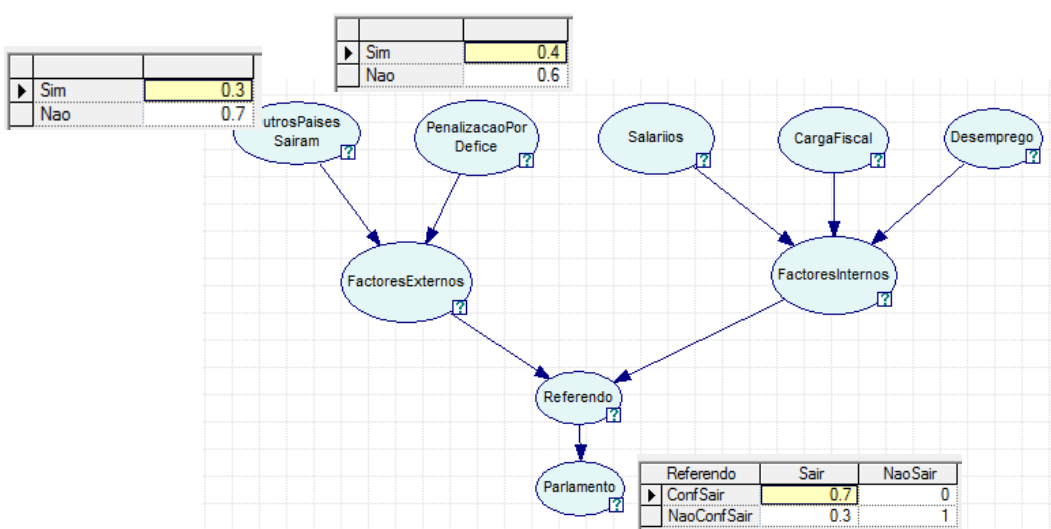 Sim 0.4
Nao 0.6
Sim 0.3
Nao 0.7
utrosPaises
Sairam
PenalizacaoPor
Defice
Salariios
CargaFiscal
Desemprego
?
?
?
?
?
FactoresExternos
?
FactoresInternos
?
Referendo
?
Parlamento
?
Referendo Sair NaoSair
ConfSair 0.7 0
NaoConfSair 0.3 1